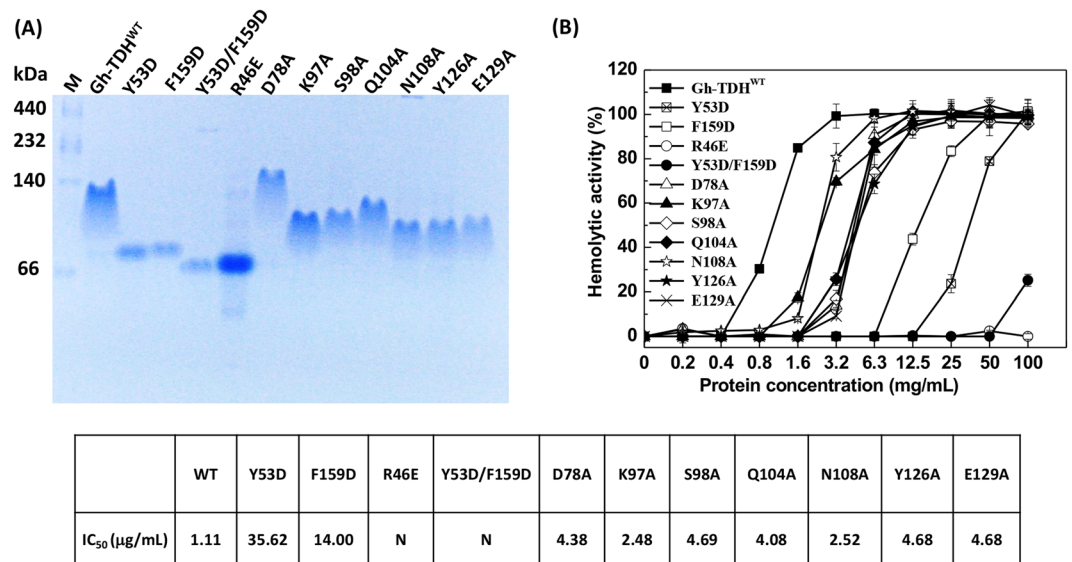 (A)
kDa
M
Gh-TDHWT
Y53D
F159D
Y53D/F159D
R46E
D78A
K97A
S98A
Q104A
N108A
Y126A
E129A
440
232
140
66
(B)
120
100
80
60
40
20
0
Hemolytic activity (%)
Gh-TDHWT
Y53D
F159D
R46E
Y53D/F159D
D78A
K97A
S98A
Q104A
N108A
Y126A
E129A
0 0.2 0.4 0.8 1.6 3.2 6.3 12.5 25 50 100
Protein concentration (mg/mL)
WT Y53D F159D R46E Y53D/F159D D78A K97A S98A Q104A N108A Y126A E129A
IC50 (μg/mL) 1.11 35.62 14.00 N N 4.38 2.48 4.69 4.08 2.52 4.68 4.68